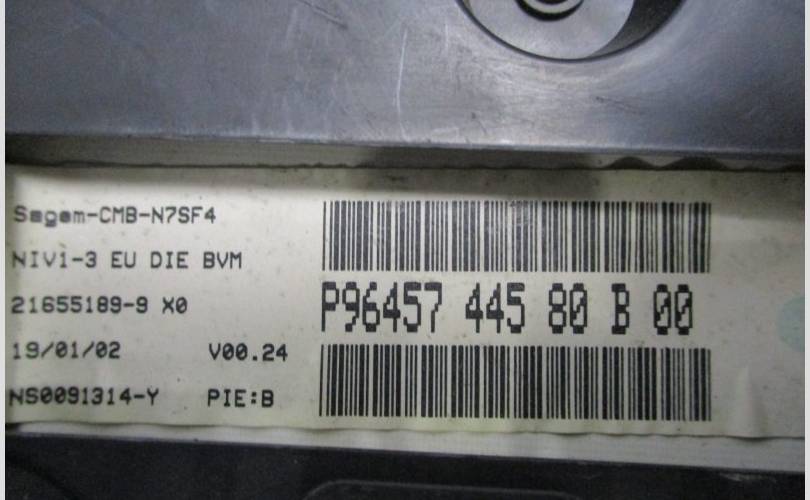 Sagem-CMB-N7SF4
NIV1-3 EU DIE BVM
21655189-9 X0
19/01/02 V00.24
NS0091314-Y PIE:B
P96457 445 80 B 00